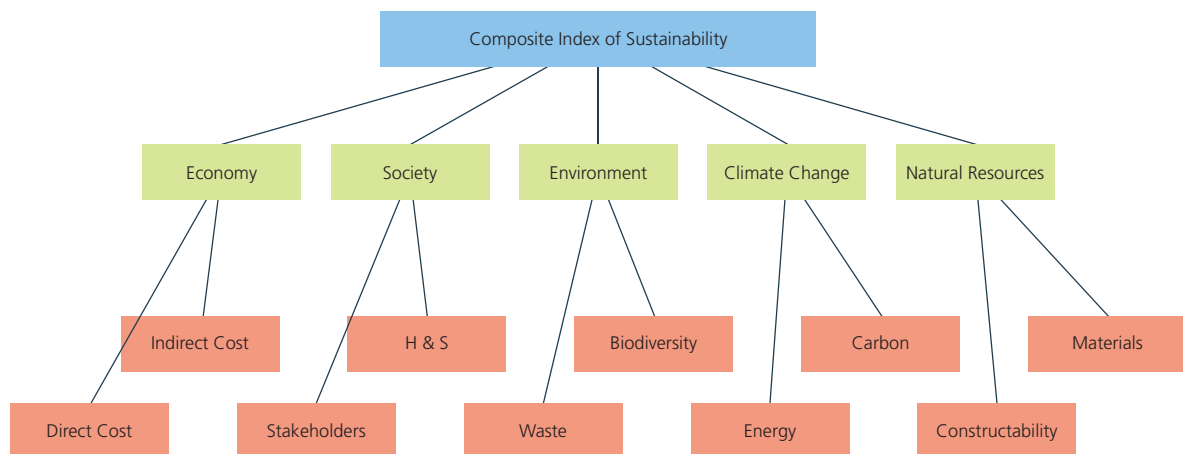 Composite Index of Sustainability
Economy
Society
Environment
Climate Change
Natural Resources
Indirect Cost
H & S
Biodiversity
Carbon
Materials
Direct Cost
Stakeholders
Waste
Energy
Constructability